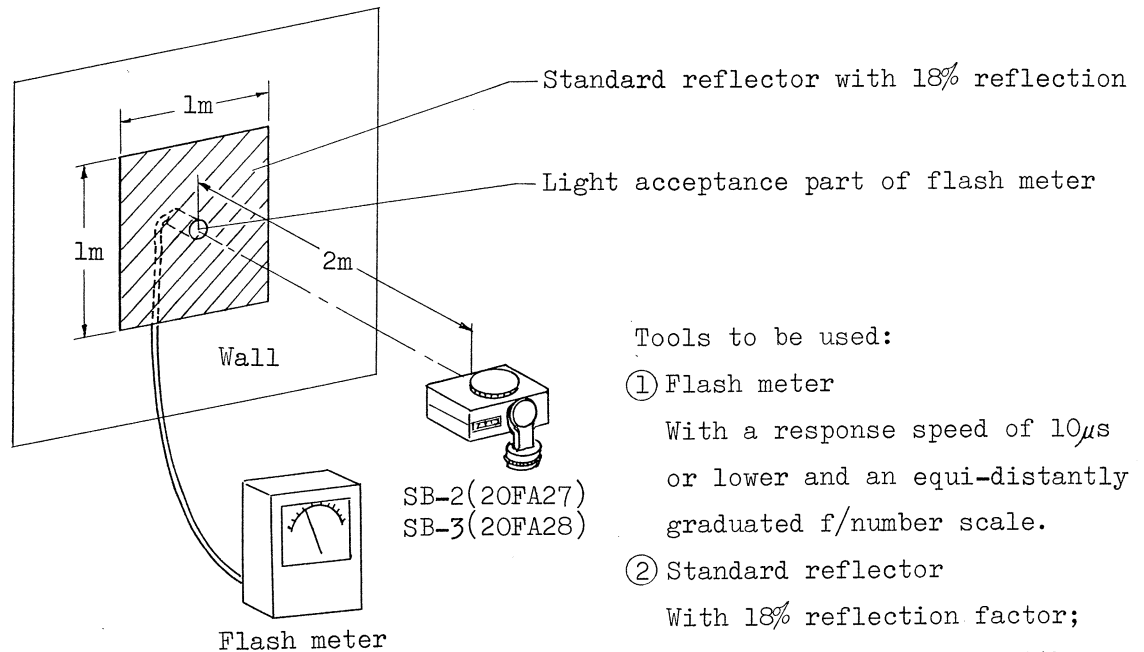 Standard reflector with 18% reflection
1m
Light acceptance part of flash meter
1m
2m
Wall
Tools to be used:
① Flash meter
With a response speed of 10μs
or lower and an equi-distantly
graduated f/number scale.
SB-2(20FA27)
SB-3(20FA28)
② Standard reflector
With 18% reflection factor;
Flash meter